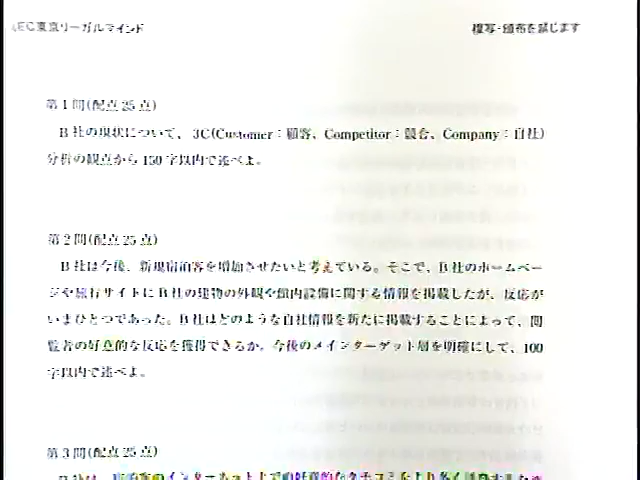 LEC東京リーガルマインド
複写・頒布を禁じます
第1問(配点25点)
B社の現状について、3C(Customer：顧客、Competitor：競合、Company：自社)
分析の観点から150字以内で述べよ。
第2問(配点25点)
B社は今後、新規宿泊客を増加させたいと考えている。そこで、B社のホームペー
ジや旅行サイトにB社の建物の外観や館内設備に関する情報を掲載したが、反応が
いまひとつであった。B社はどのような自社情報を新たに掲載することによって、閲
覧者の好意的な反応を獲得できるか。今後のメインターゲット層を明確にして、100
字以内で述べよ。
第3問(配点25点)